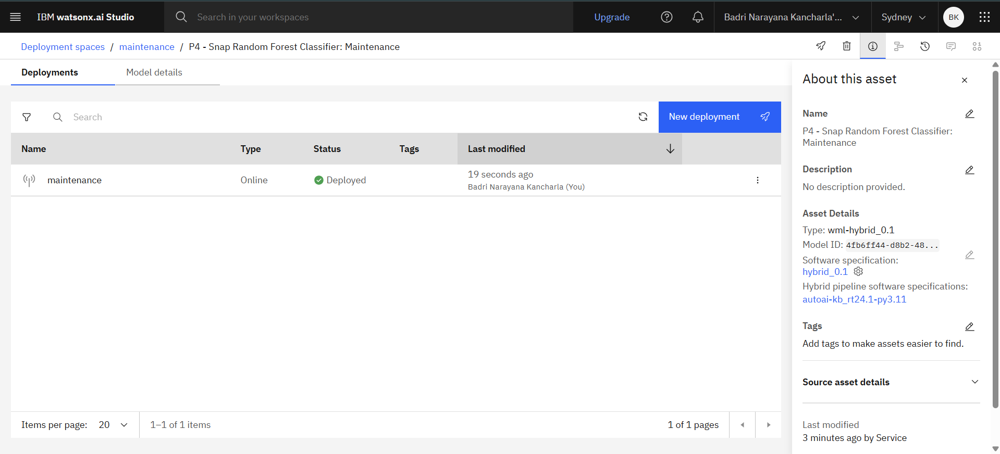 IBM watsonx.ai Studio
Search in your workspaces
Upgrade
Badri Narayana Kancharla'...
Sydney
BK
Deployment spaces / maintenance / P4 - Snap Random Forest Classifier: Maintenance
Deployments
Model details
Search
New deployment
Name Type Status Tags Last modified
maintenance Online Deployed 19 seconds ago
Badri Narayana Kancharla (You)
Items per page: 20
1–1 of 1 items
1 of 1 pages
About this asset
Name
P4 - Snap Random Forest Classifier:
Maintenance
Description
No description provided.
Asset Details
Type: wml-hybrid_0.1
Model ID: 4fb6ff44-d8b2-48...
Software specification:
hybrid_0.1
Hybrid pipeline software specifications:
autoai-kb_rt24.1-py3.11
Tags
Add tags to make assets easier to find.
Source asset details
Last modified
3 minutes ago by Service